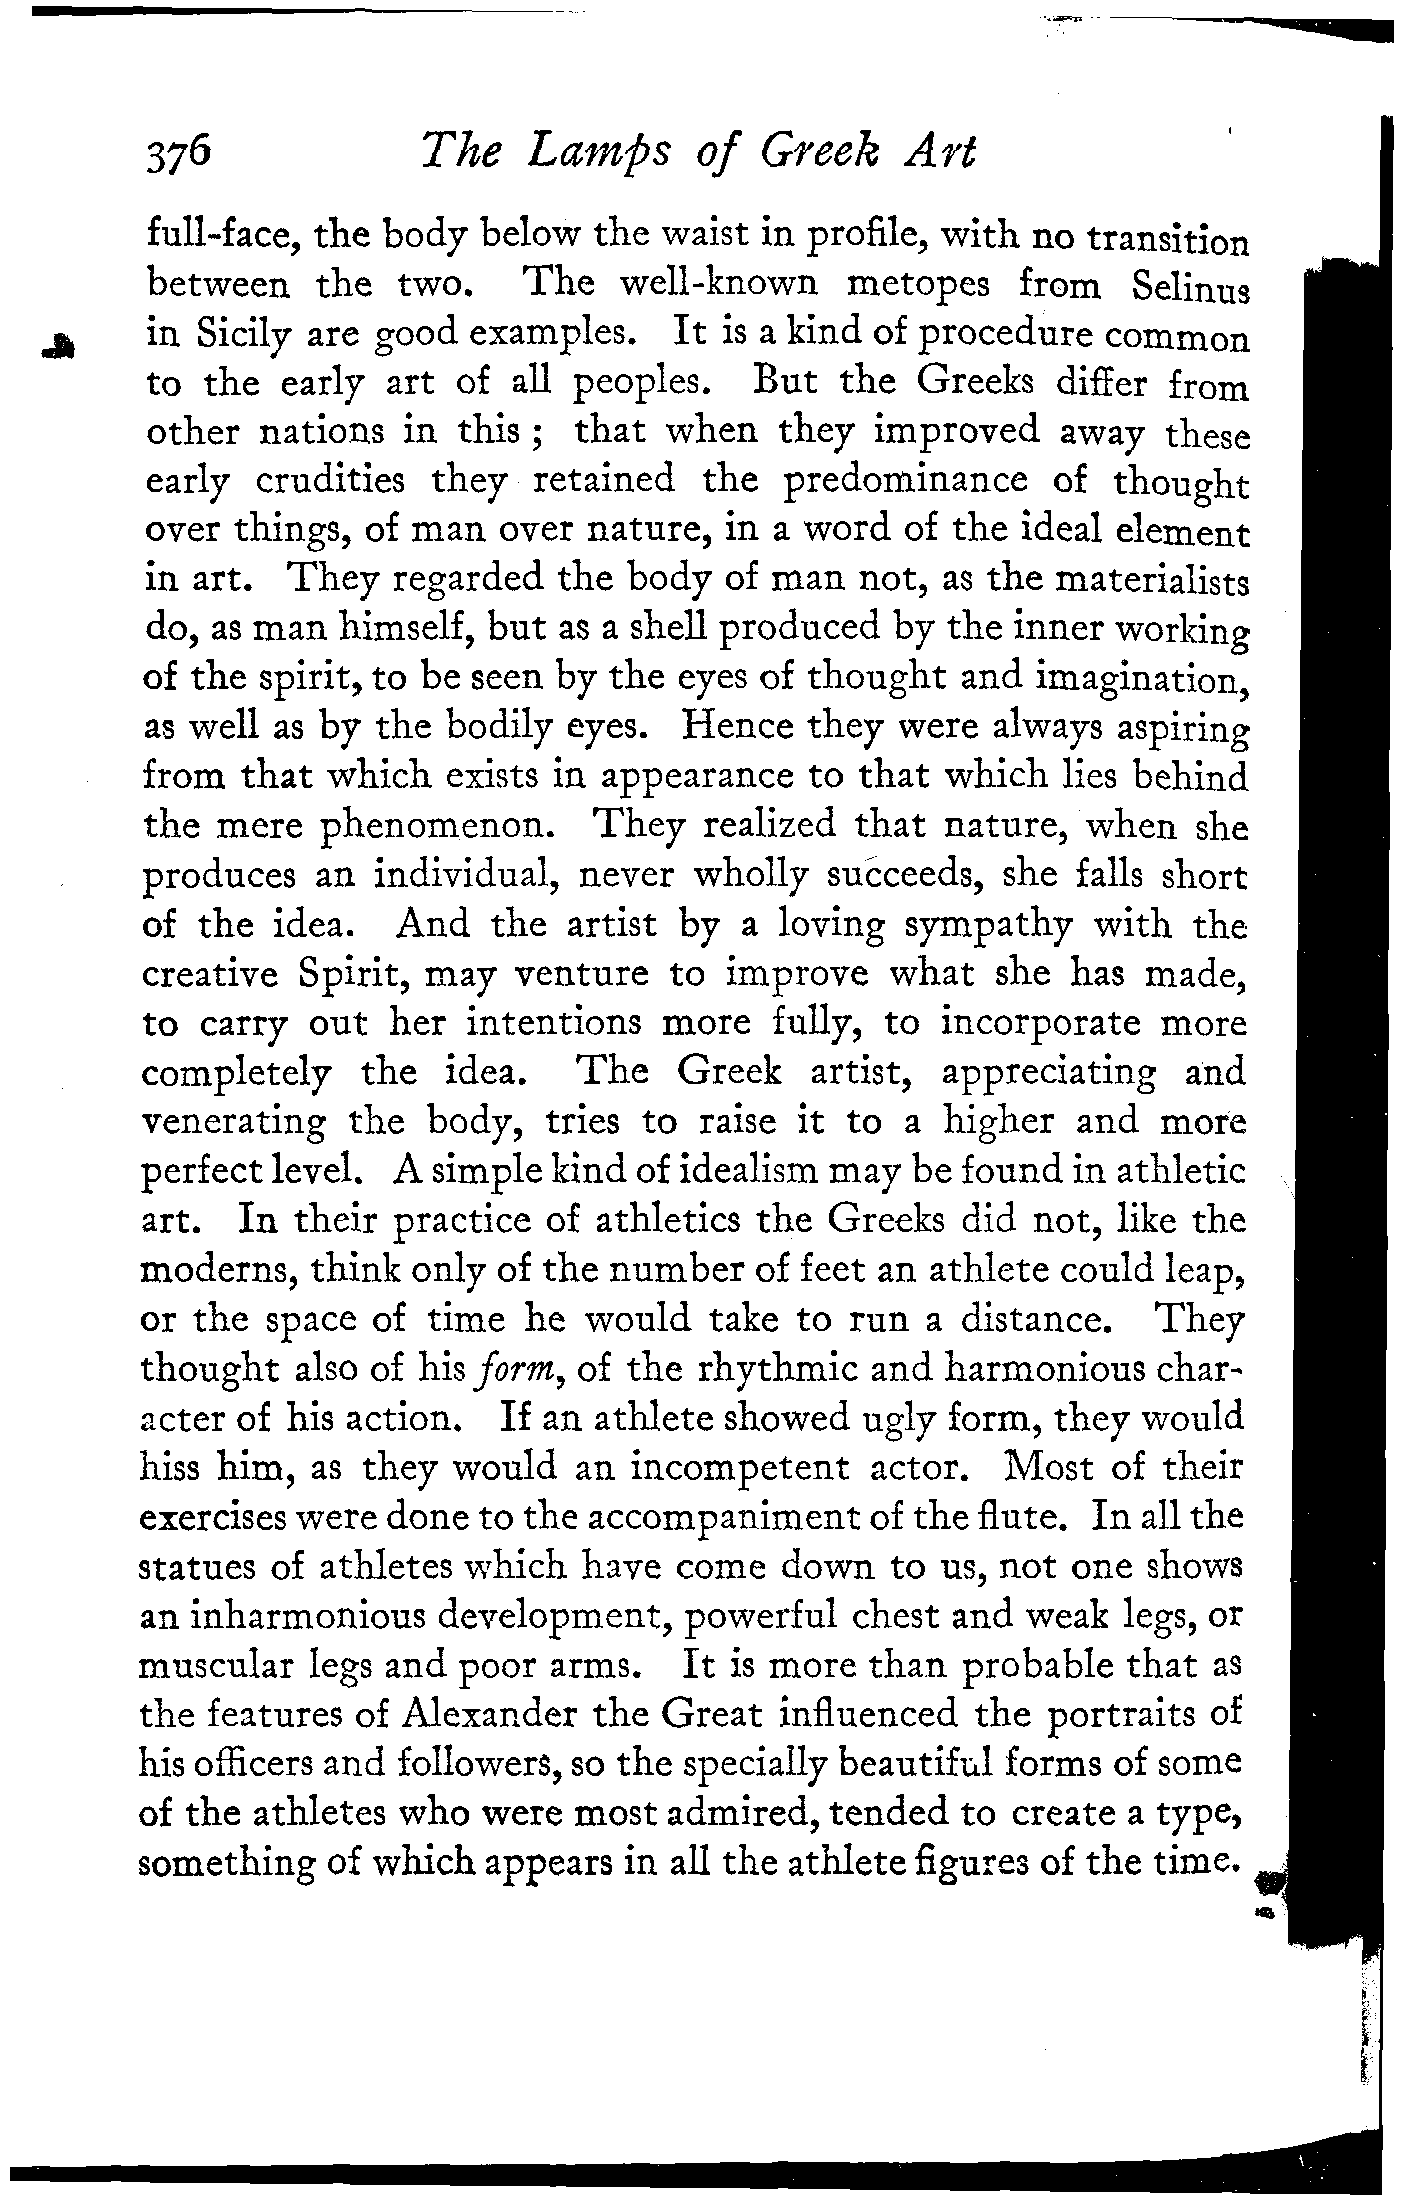 376 The Lamps of Greek Art
full-face, the body below the waist in profile, with no transition
between the two. The well-known metopes from Selinus
in Sicily are good examples. It is a kind of procedure common
to the early art of all peoples. But the Greeks differ from
other nations in this ; that when they improved away these
early crudities they retained the predominance of thought
over things, of man over nature, in a word of the ideal element
in art. They regarded the body of man not, as the materialists
do, as man himself, but as a shell produced by the inner working
of the spirit, to be seen by the eyes of thought and imagination,
as well as by the bodily eyes. Hence they were always aspiring
from that which exists in appearance to that which lies behind
the mere phenomenon. They realized that nature, when she
produces an individual, never wholly succeeds, she falls short
of the idea. And the artist by a loving sympathy with the
creative Spirit, may venture to improve what she has made,
to carry out her intentions more fully, to incorporate more
completely the idea. The Greek artist, appreciating and
venerating the body, tries to raise it to a higher and more
perfect level. A simple kind of idealism may be found in athletic
art. In their practice of athletics the Greeks did not, like the
moderns, think only of the number of feet an athlete could leap,
or the space of time he would take to run a distance. They
thought also of his form, of the rhythmic and harmonious char-
acter of his action. If an athlete showed ugly form, they would
hiss him, as they would an incompetent actor. Most of their
exercises were done to the accompaniment of the flute. In all the
statues of athletes which have come down to us, not one shows
an inharmonious development, powerful chest and weak legs, or
muscular legs and poor arms. It is more than probable that as
the features of Alexander the Great influenced the portraits of
his officers and followers, so the specially beautiful forms of some
of the athletes who were most admired, tended to create a type,
something of which appears in all the athlete figures of the time.